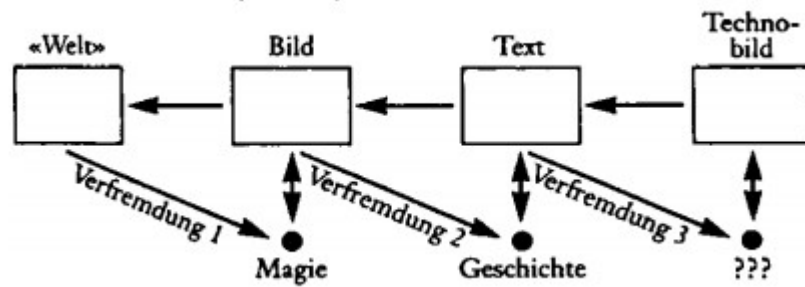 «Welt»
Bild
Text
Techno-
bild
Verfremdung 1
Verfremdung 2
Verfremdung 3
Magie
Geschichte
???